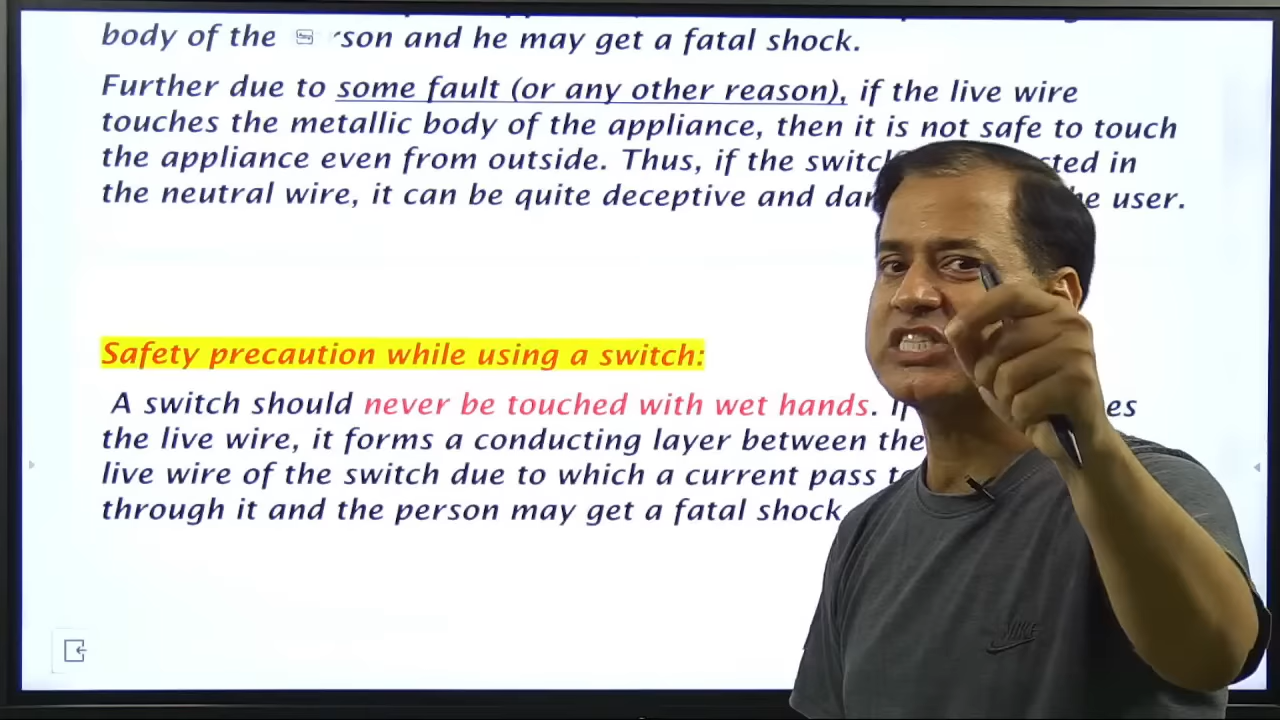 body of the son and he may get a fatal shock.
Further due to some fault (or any other reason), if the live wire
touches the metallic body of the appliance, then it is not safe to touch
the appliance even from outside. Thus, if the switch in
the neutral wire, it can be quite deceptive and user.
Safety precaution while using a switch:
A switch should never be touched with wet hands.
the live wire, it forms a conducting layer between the
live wire of the switch due to which a current pass
through it and the person may get a fatal shock
NIKE